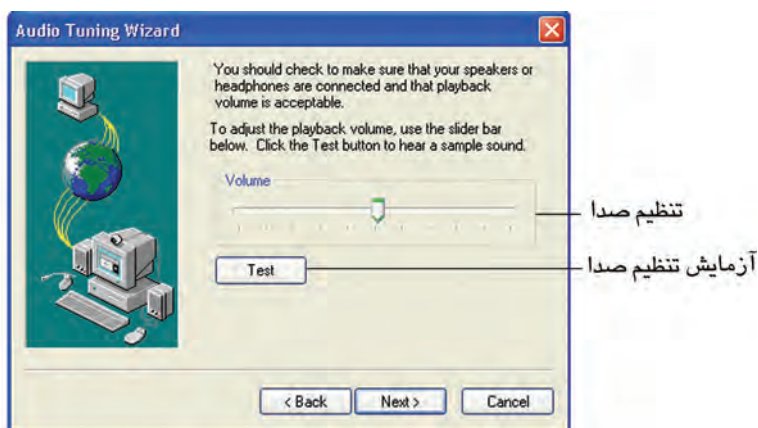 Audio Tuning Wizard
You should check to make sure that your speakers or
headphones are connected and that playback
volume is acceptable.
To adjust the playback volume, use the slider bar
below. Click the Test button to hear a sample sound.
Volume
تنظیم صدا
Test
آزمایش تنظیم صدا
< Back
Next >
Cancel